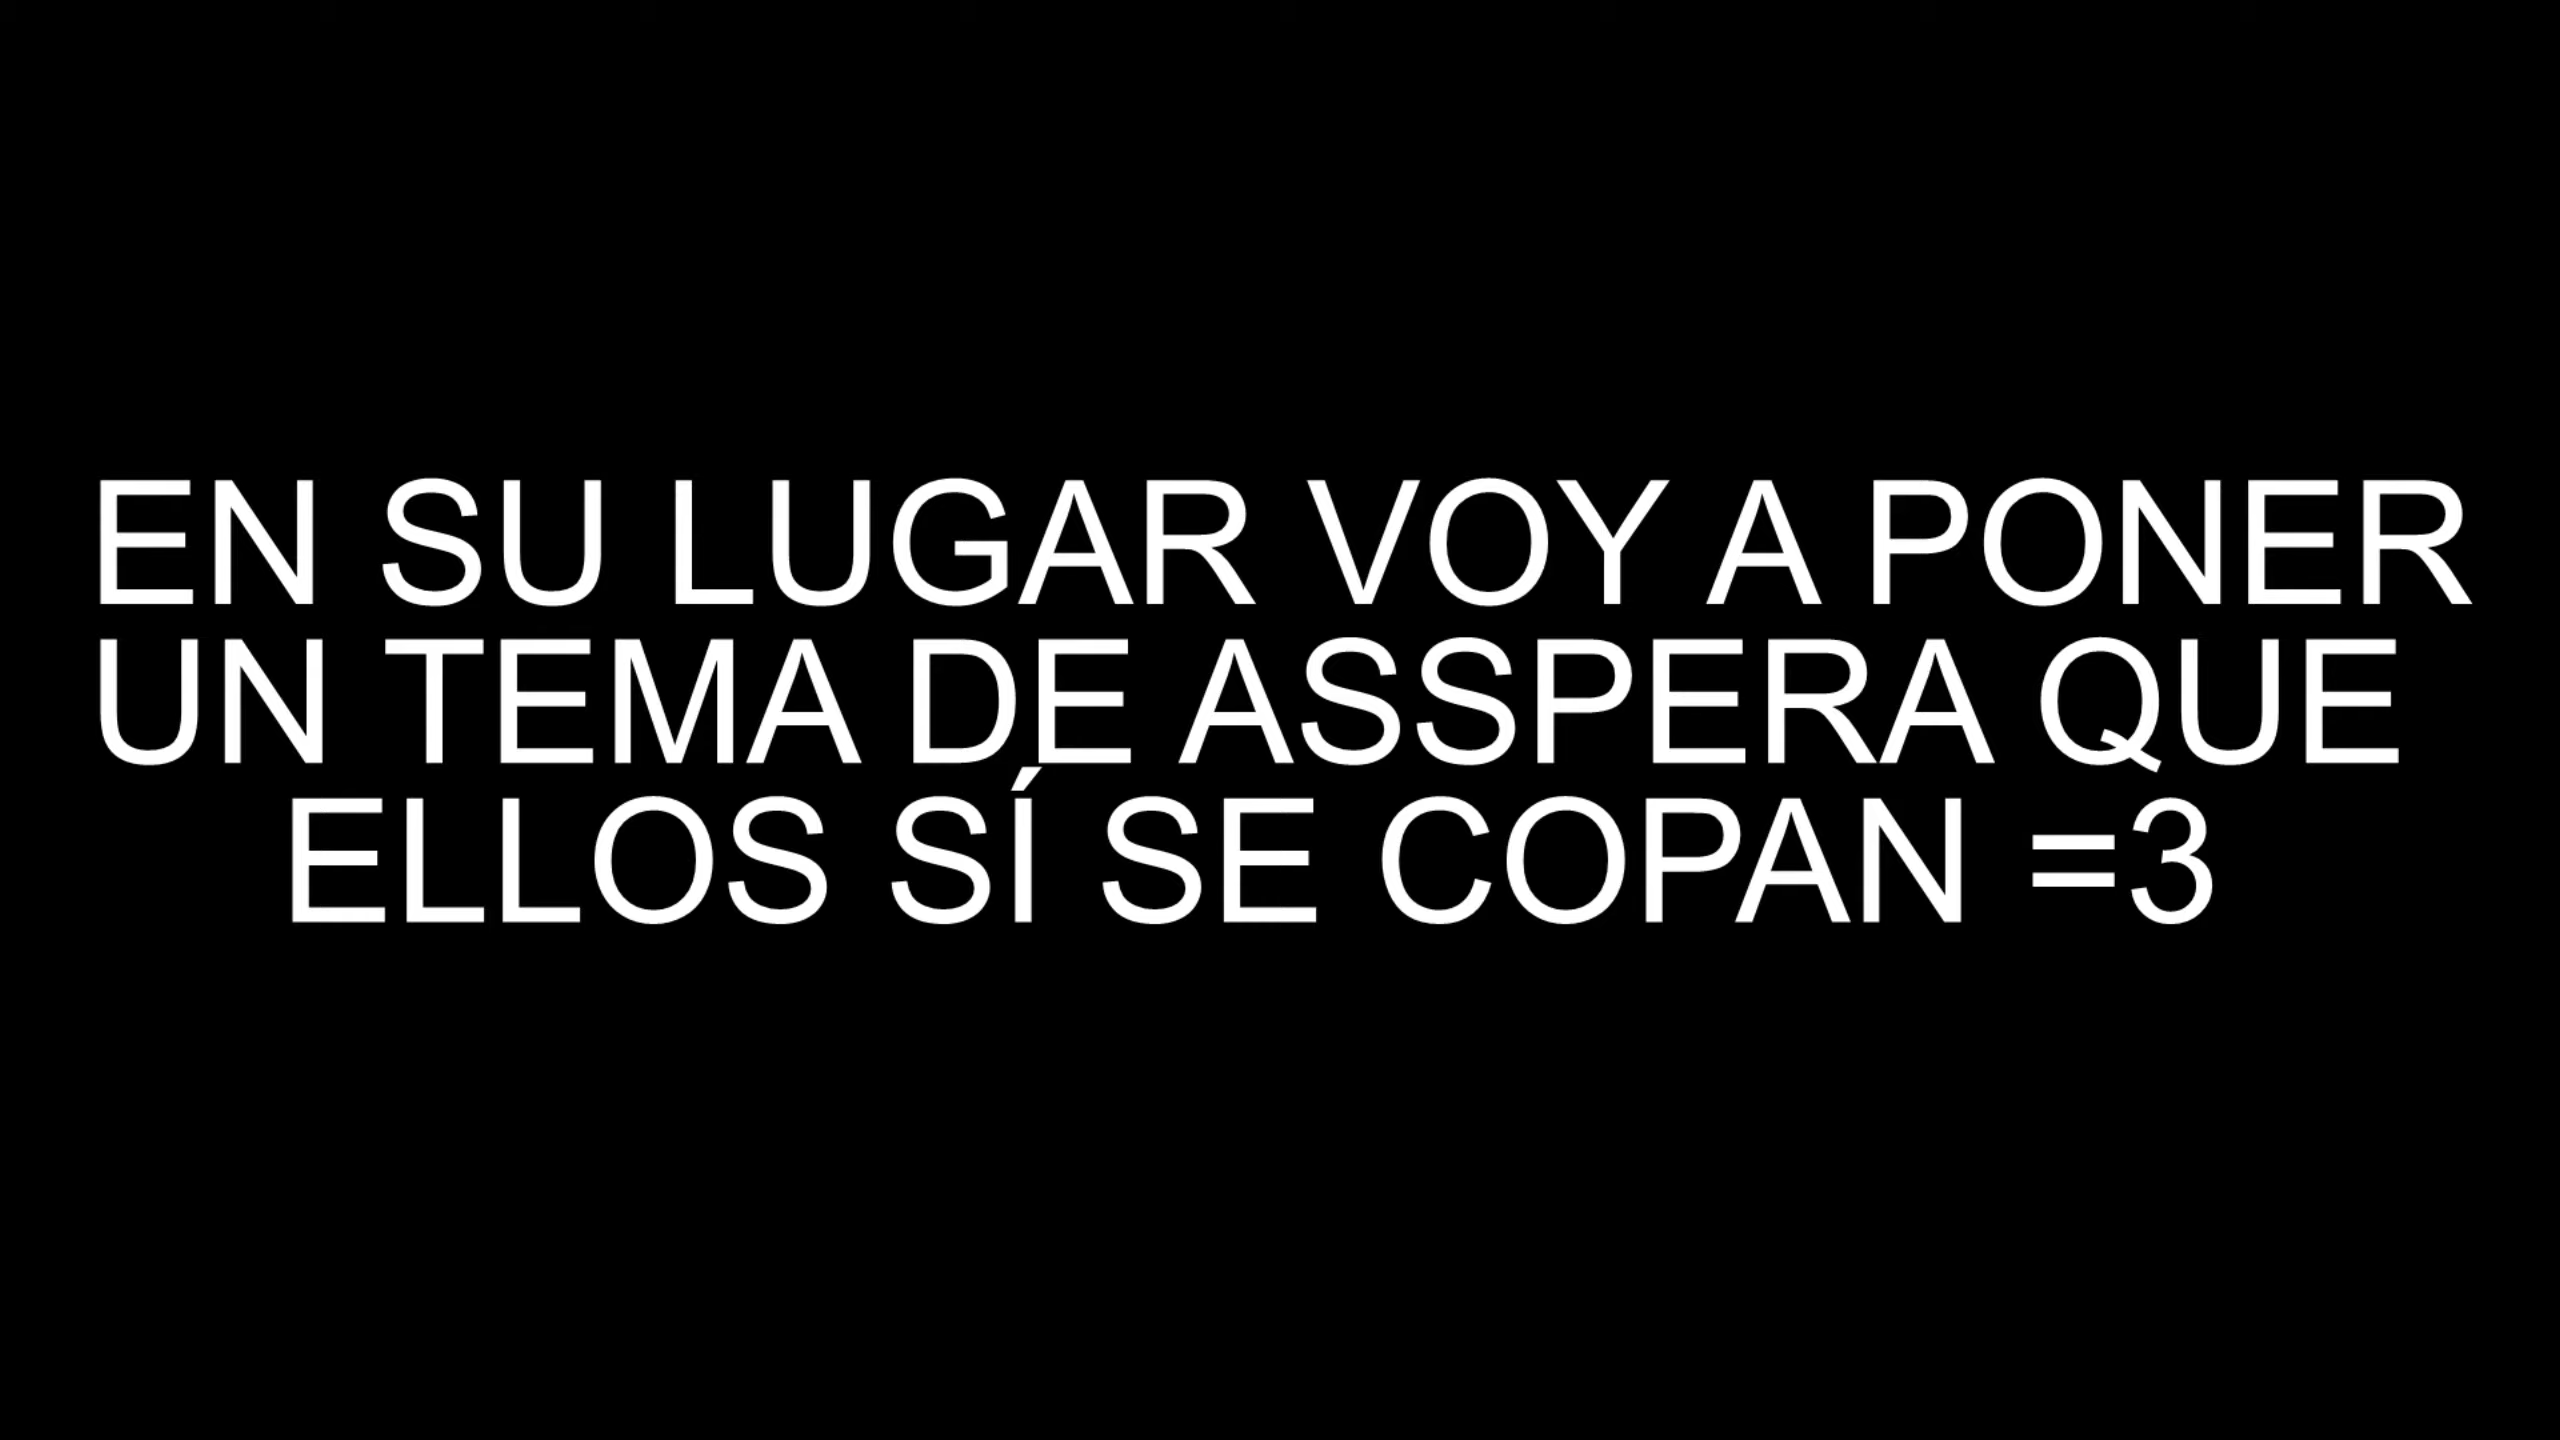 EN SU LUGAR VOY A PONER
UN TEMA DE ASSPERA QUE
ELLOS SÍ SE COPAN =3